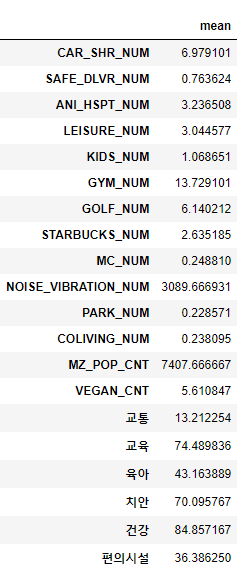 mean
CAR_SHR_NUM 6.979101
SAFE_DLVR_NUM 0.763624
ANI_HSPT_NUM 3.236508
LEISURE_NUM 3.044577
KIDS_NUM 1.068651
GYM_NUM 13.729101
GOLF_NUM 6.140212
STARBUCKS_NUM 2.635185
MC_NUM 0.248810
NOISE_VIBRATION_NUM 3089.666931
PARK_NUM 0.228571
COLIVING_NUM 0.238095
MZ_POP_CNT 7407.666667
VEGAN_CNT 5.610847
교통 13.212254
교육 74.489836
육아 43.163889
치안 70.095767
건강 84.857167
편의시설 36.386250